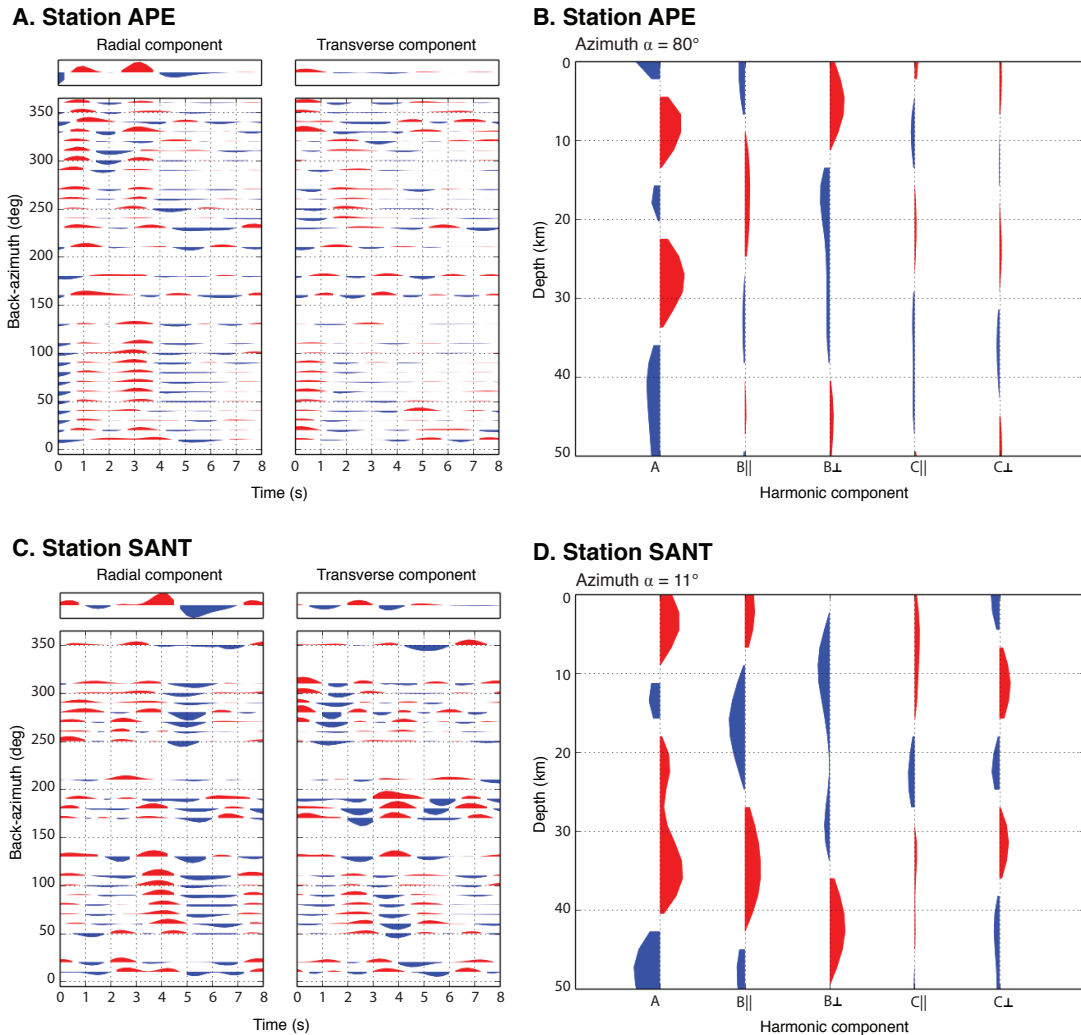 A. Station APE
Radial component
Transverse component
350
300
250
200
150
100
50
0
Back-azimuth (deg)
0 1 2 3 4 5 6 7 8
0 1 2 3 4 5 6 7 8
Time (s)
B. Station APE
Azimuth α = 80°
0
10
20
30
40
50
Depth (km)
A B|| B⊥ C|| C⊥
Harmonic component
C. Station SANT
Radial component
Transverse component
350
300
250
200
150
100
50
0
Back-azimuth (deg)
0 1 2 3 4 5 6 7 8
0 1 2 3 4 5 6 7 8
Time (s)
D. Station SANT
Azimuth α = 11°
0
10
20
30
40
50
Depth (km)
A B|| B⊥ C|| C⊥
Harmonic component